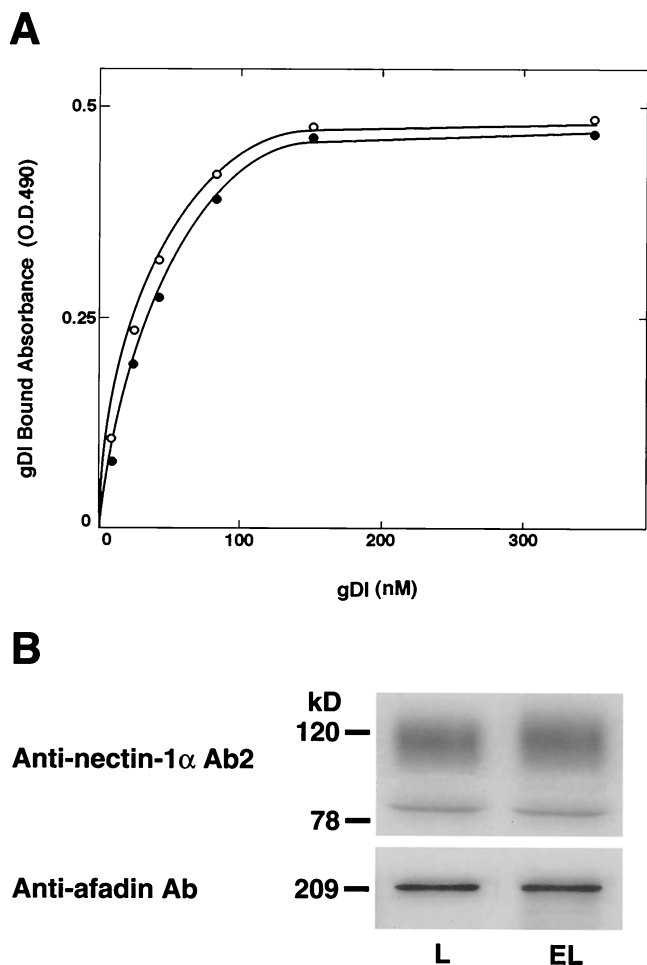 A
gDI Bound Absorbance (O.D.490)
0.5
0.25
0
0 100 200 300
gDI (nM)
B
kD
Anti-nectin-1α Ab2
120
78
Anti-afadin Ab
209
L EL